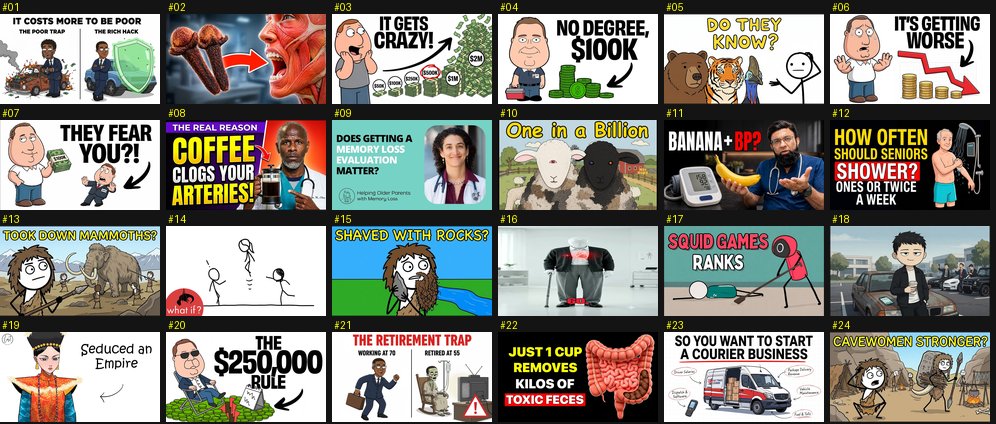 #01
IT COSTS MORE TO BE POOR
THE POOR TRAP
THE RICH HACK
#02
#03
IT GETS
CRAZY!
$50K
$100K
$250K
$500K
$1M
$2M
#04
NO DEGREE,
$100K
#05
DO THEY
KNOW?
#06
IT'S GETTING
WORSE
#07
THEY FEAR
YOU?!
#08
THE REAL REASON
COFFEE
CLOGS YOUR
ARTERIES!
#09
DOES GETTING A
MEMORY LOSS
EVALUATION
MATTER?
Helping Older Parents
with Memory Loss
#10
One in a Billion
#11
BANANA + BP?
#12
HOW OFTEN
SHOULD SENIORS
SHOWER?
ONES OR TWICE
A WEEK
#13
TOOK DOWN MAMMOTHS?
#14
what if?
#15
SHAVED WITH ROCKS?
#16
#17
SQUID GAMES
RANKS
#18
#19
Seduced an
Empire
#20
THE
$250,000
RULE
#21
THE RETIREMENT TRAP
WORKING AT 70
RETIRED AT 55
#22
JUST 1 CUP
REMOVES
KILOS OF
TOXIC FECES
#23
SO YOU WANT TO START
A COURIER BUSINESS
#24
CAVEWOMEN STRONGER?